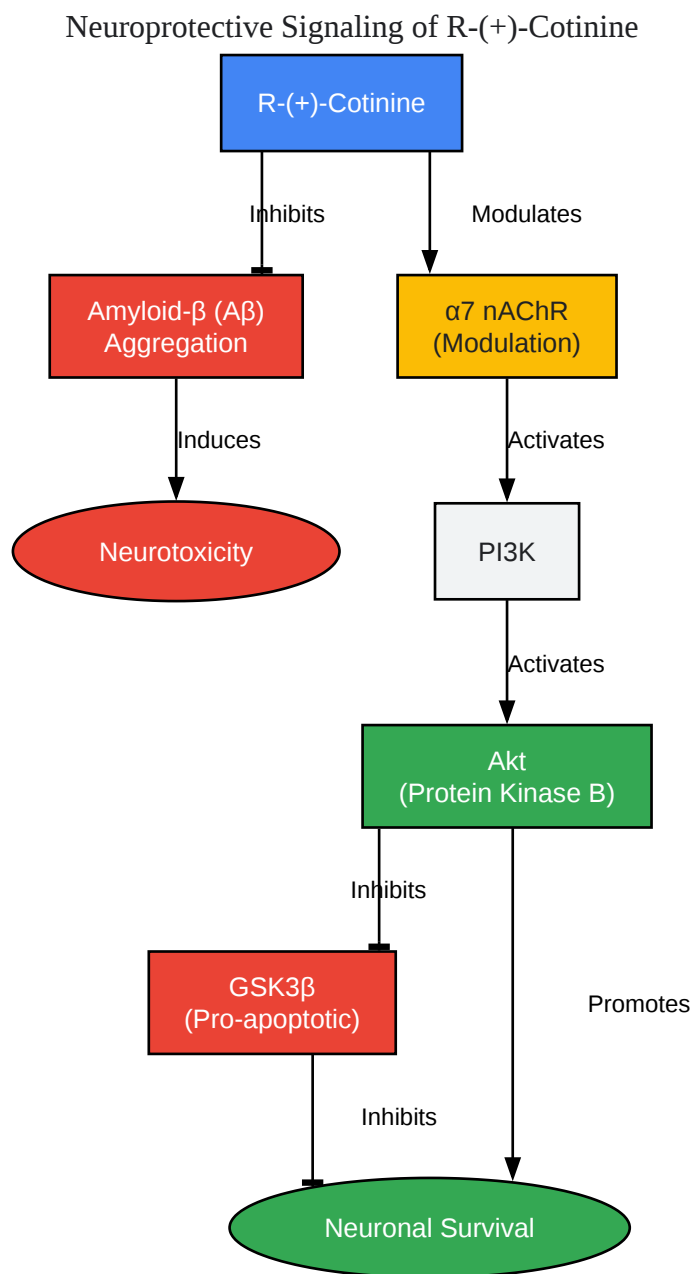 Neuroprotective Signaling of R-(+)-Cotinine
R-(+)-Cotinine
Inhibits
Modulates
Amyloid-β (Aβ)
Aggregation
α7 nAChR
(Modulation)
Induces
Activates
Neurotoxicity
PI3K
Activates
Akt
(Protein Kinase B)
Inhibits
GSK3β
(Pro-apoptotic)
Promotes
Inhibits
Neuronal Survival